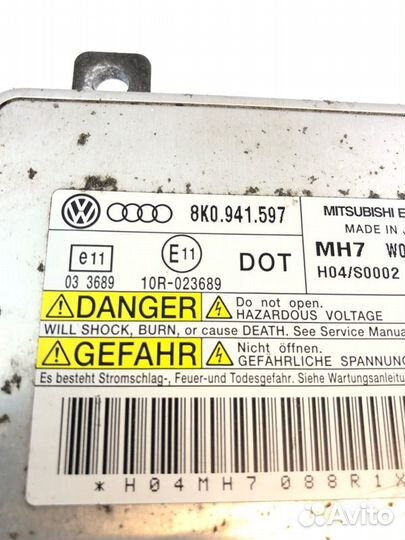 8K0.941.597
MITSUBISHI E
MADE IN J
e11
E11
DOT
MH7 W0
03 3689
10R-023689
H04/S0002
DANGER
Do not open.
HAZARDOUS VOLTAGE
WILL SHOCK, BURN, or cause DEATH. See Service Manua
GEFAHR
Nicht öffnen.
GEFÄHRLICHE SPANNUNG
Es besteht Stromschlag-, Feuer-und Todesgefahr. Siehe Wartungsanleitu
* H04MH7 088R1X
Avito